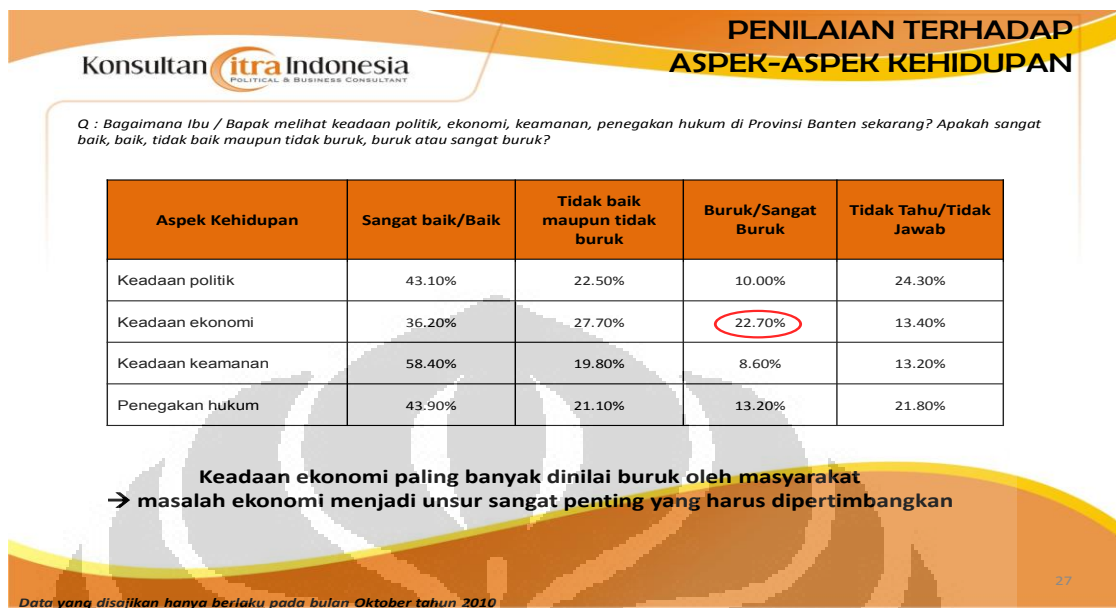 PENILAIAN TERHADAP
ASPEK-ASPEK KEHIDUPAN
Konsultan Citra Indonesia
POLITICAL & BUSINESS CONSULTANT
Q : Bagaimana Ibu / Bapak melihat keadaan politik, ekonomi, keamanan, penegakan hukum di Provinsi Banten sekarang? Apakah sangat
baik, baik, tidak baik maupun tidak buruk, buruk atau sangat buruk?
Aspek Kehidupan Sangat baik/Baik Tidak baik maupun tidak buruk Buruk/Sangat Buruk Tidak Tahu/Tidak Jawab
Keadaan politik 43.10% 22.50% 10.00% 24.30%
Keadaan ekonomi 36.20% 27.70% 22.70% 13.40%
Keadaan keamanan 58.40% 19.80% 8.60% 13.20%
Penegakan hukum 43.90% 21.10% 13.20% 21.80%
Keadaan ekonomi paling banyak dinilai buruk oleh masyarakat
→ masalah ekonomi menjadi unsur sangat penting yang harus dipertimbangkan
27
Data yang disajikan hanya berlaku pada bulan Oktober tahun 2010